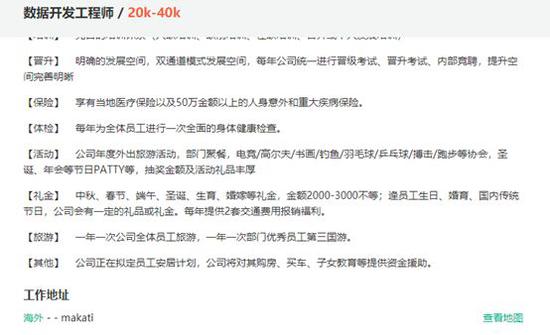 数据开发工程师 / 20k-40k
【晋升】 明确的发展空间，双通道模式发展空间，每年公司统一进行晋级考试、晋升考试、内部竞聘，提升空
间完善明晰
【保险】 享有当地医疗保险以及50万金额以上的人身意外和重大疾病保险。
【体检】 每年为全体员工进行一次全面的身体健康检查。
【活动】 公司年度外出旅游活动，部门聚餐，电竞/高尔夫/书画/钓鱼/羽毛球/乒乓球/搏击/跑步等协会，圣
诞、年会等节日PATTY等，抽奖金额及活动礼品丰厚
【礼金】 中秋、春节、端午、圣诞、生育、婚嫁等礼金，金额2000-3000不等；逢员工生日、婚育、国内传统
节日，公司会有一定的礼品或礼金。每年提供2套交通费用报销福利。
【旅游】 一年一次公司全体员工旅游，一年一次部门优秀员工第三国游。
【其他】 公司正在拟定员工安居计划，公司将对其购房、买车、子女教育等提供资金援助。
工作地址
海外 - - makati
查看地图